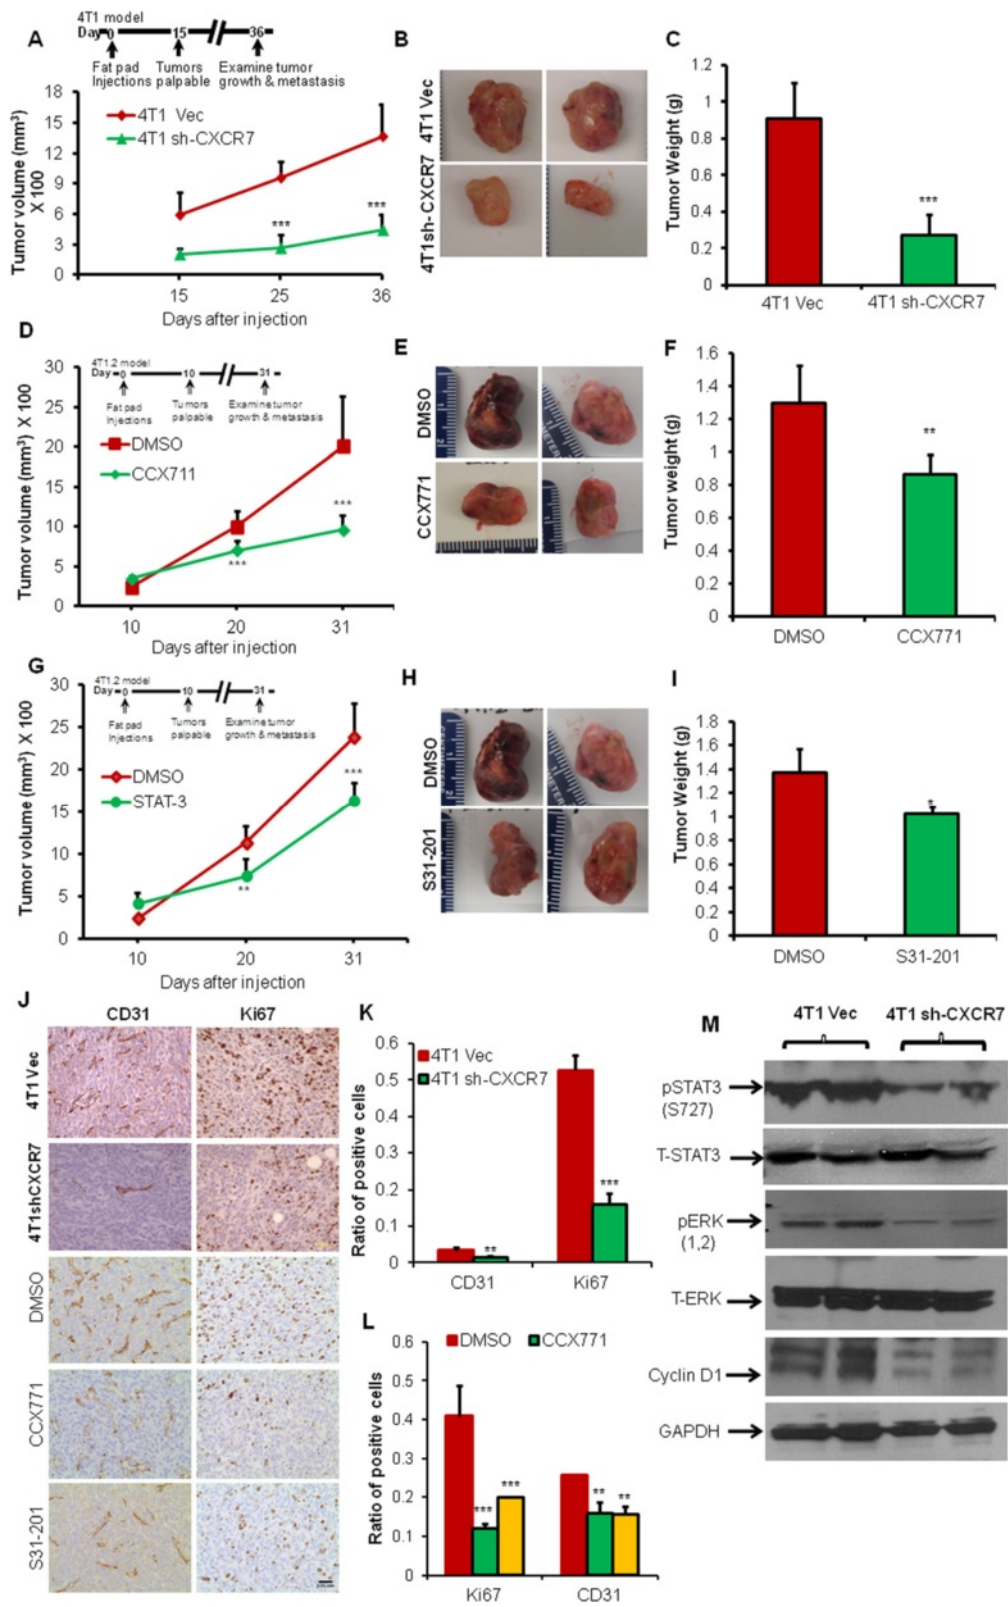 4T1 model
A
Day 0 15 36
Fat pad Injections
Tumors palpable
Examine tumor growth & metastasis
Tumor volume (mm³) X 100
18
15
12
9
6
3
0
4T1 Vec
4T1 sh-CXCR7
***
***
15 25 36
Days after injection
B
4T1 Vec
4T1sh-CXCR7
C
Tumor Weight (g)
1.2
1
0.8
0.6
0.4
0.2
0
***
4T1 Vec 4T1 sh-CXCR7
D
4T1.2 model
Day 0 10 31
Fat pad Injections
Tumors palpable
Examine tumor growth & metastasis
Tumor volume (mm³) X 100
30
25
20
15
10
5
0
DMSO
CCX711
***
***
10 20 31
Days after injection
E
DMSO
CCX771
F
Tumor weight (g)
1.6
1.4
1.2
1
0.8
0.6
0.4
0.2
0
**
DMSO CCX771
G
4T1.2 model
Day 0 10 31
Fat pad Injections
Tumors palpable
Examine tumor growth & metastasis
Tumor volume (mm³) X 100
30
25
20
15
10
5
0
DMSO
STAT-3
**
***
10 20 31
Days after injection
H
DMSO
S31-201
I
Tumor Weight (g)
1.8
1.6
1.4
1.2
1
0.8
0.6
0.4
0.2
0
*
DMSO S31-201
J
CD31 Ki67
4T1 Vec
4T1shCXCR7
DMSO
CCX771
S31-201
K
Ratio of positive cells
0.6
0.5
0.4
0.3
0.2
0.1
0
4T1 Vec
4T1 sh-CXCR7
**
***
CD31 Ki67
L
Ratio of positive cells
0.6
0.5
0.4
0.3
0.2
0.1
0
DMSO CCX771
***
***
** **
Ki67 CD31
M
4T1 Vec 4T1 sh-CXCR7
pSTAT3 (S727)
T-STAT3
pERK (1,2)
T-ERK
Cyclin D1
GAPDH